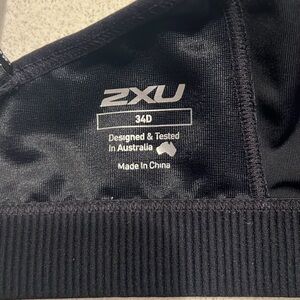 2XU
34D
Designed & Tested
In Australia
Made In China